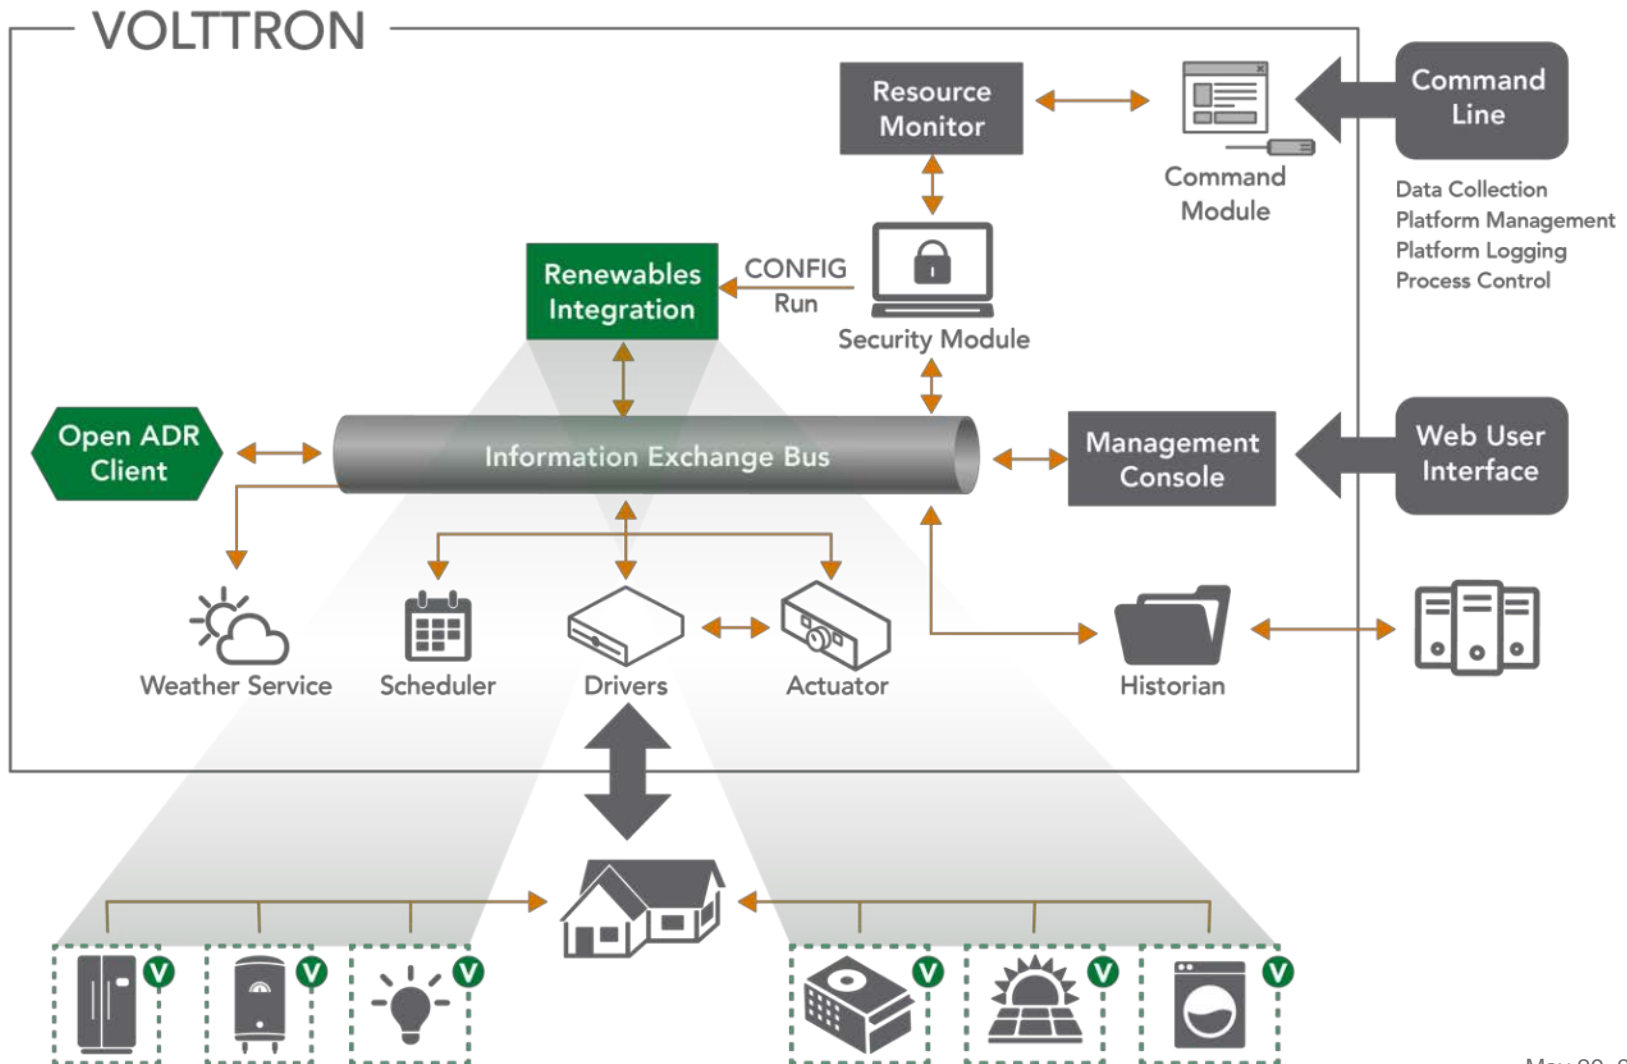 VOLTTRON
Resource
Monitor
Command
Module
Command
Line
Data Collection
Platform Management
Platform Logging
Process Control
Renewables
Integration
CONFIG
Run
Security Module
Open ADR
Client
Information Exchange Bus
Management
Console
Web User
Interface
Weather Service
Scheduler
Drivers
Actuator
Historian
V
V
V
V
V
V